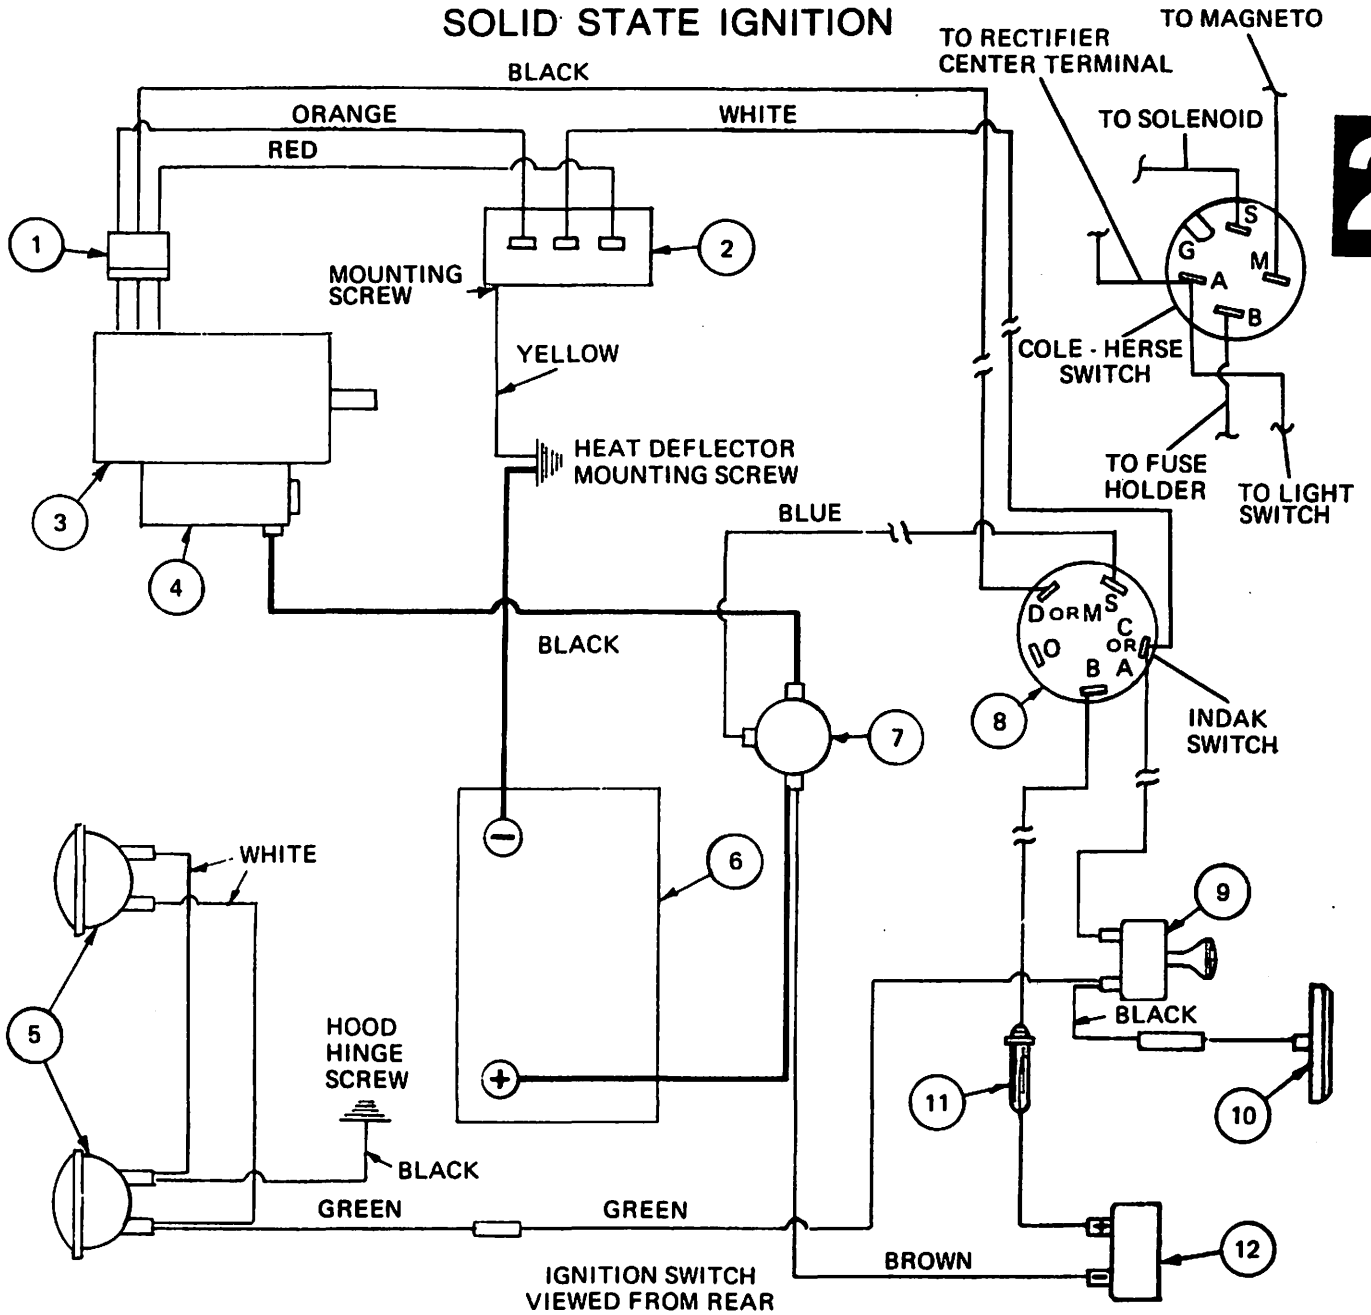 SOLID STATE IGNITION
TO MAGNETO
TO RECTIFIER
CENTER TERMINAL
BLACK
ORANGE
WHITE
TO SOLENOID
RED
2
S
G
M
A
B
1
2
MOUNTING
SCREW
COLE - HERSE
SWITCH
YELLOW
HEAT DEFLECTOR
MOUNTING SCREW
TO FUSE
HOLDER
TO LIGHT
SWITCH
3
BLUE
4
D OR M
S
C
OR
A
O
B
BLACK
8
7
INDAK
SWITCH
−
6
WHITE
9
5
HOOD
HINGE
SCREW
BLACK
+
11
10
BLACK
GREEN
GREEN
+
12
BROWN
−
IGNITION SWITCH
VIEWED FROM REAR